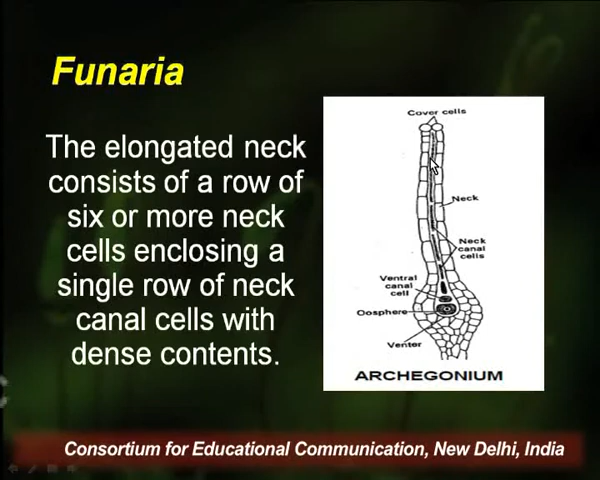 Funaria
The elongated neck
consists of a row of
six or more neck
cells enclosing a
single row of neck
canal cells with
dense contents.
Cover cells
Neck
Neck
canal
cells
Ventral
canal
cell
Oosphere
Venter
ARCHEGONIUM
Consortium for Educational Communication, New Delhi, India